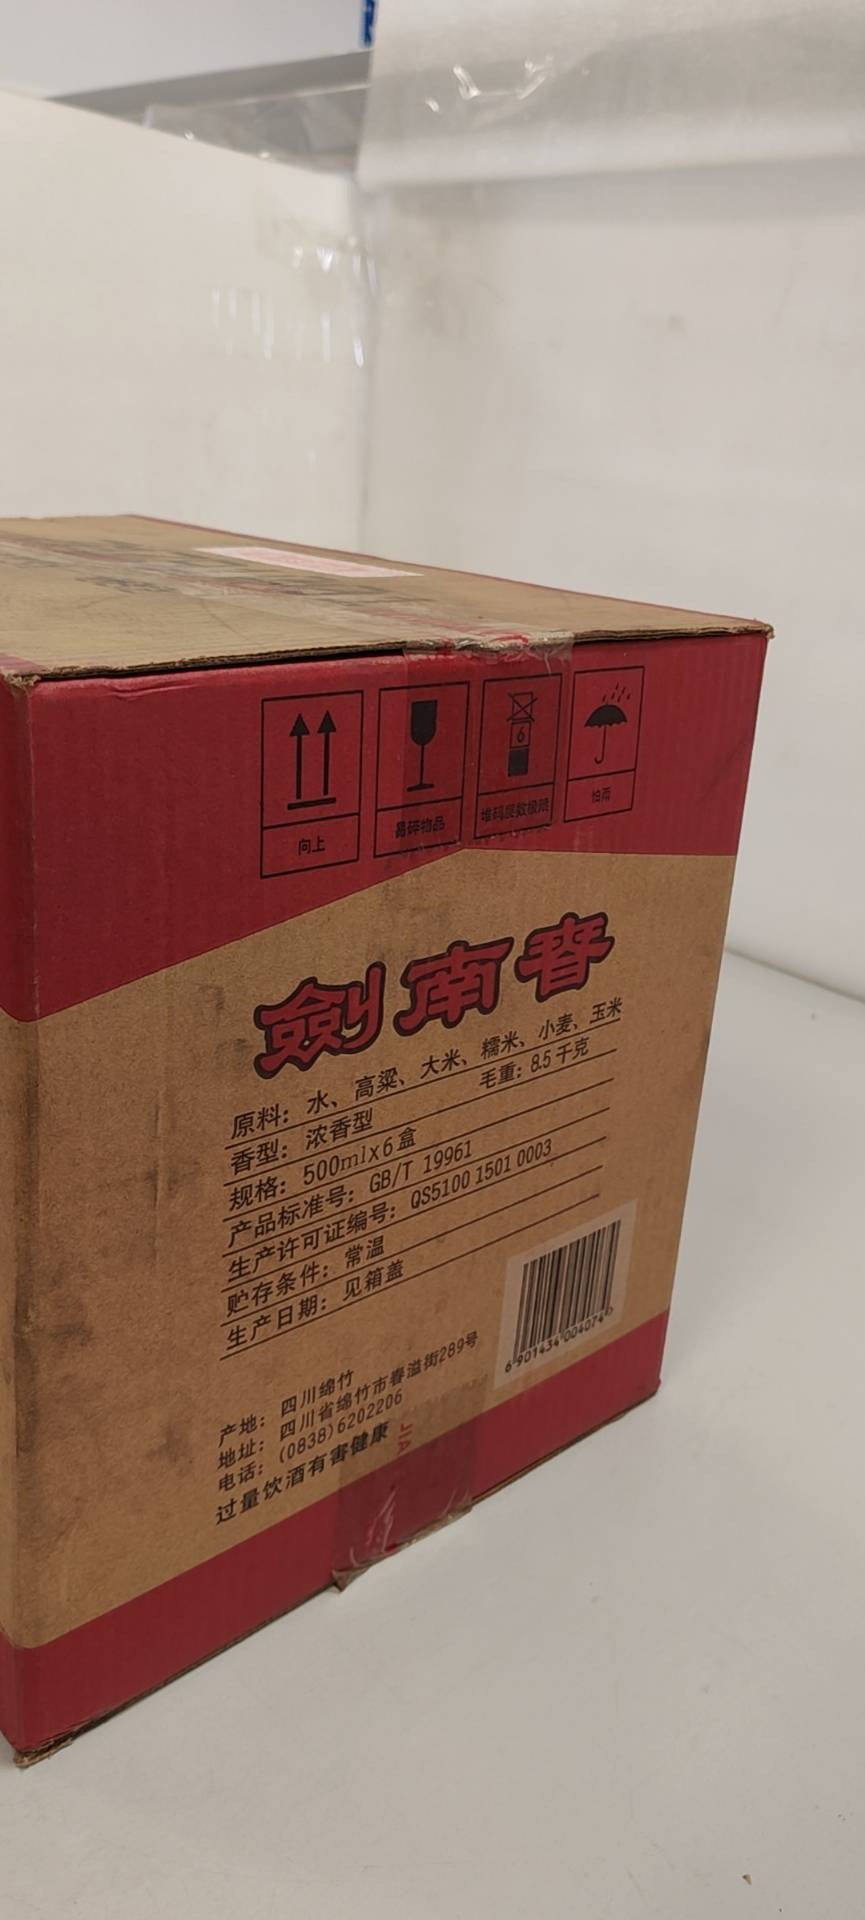 向上
易碎物品
6
堆码层数极限
怕雨
劍南春
原料：水、高粱、大米、糯米、小麦、玉米
香型：浓香型 毛重：8.5千克
规格：500ml×6盒
产品标准号：GB/T 19961
生产许可证编号：QS5100 1501 0003
贮存条件：常温
生产日期：见箱盖
6 901434 004074
产地：四川绵竹
地址：四川省绵竹市春溢街289号
电话：(0838)6202206
过量饮酒有害健康
JIA